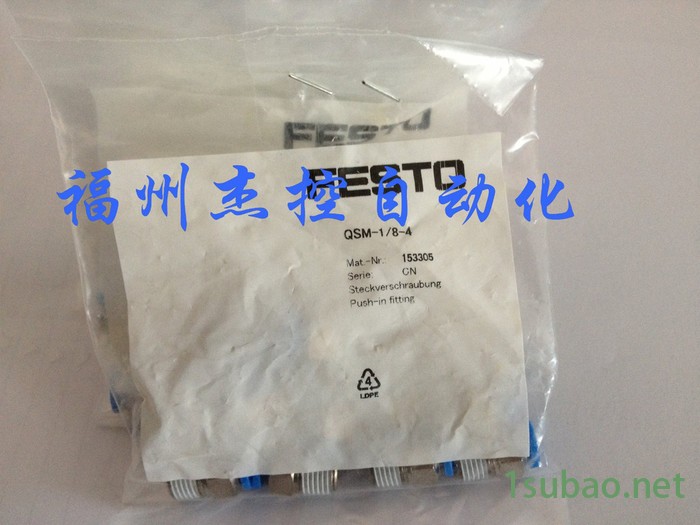 FESTO
FESTO
福州杰控自动化
QSM-1/8-4
Mat.-Nr.: 153305
Serie: CN
Steckverschraubung
Push-in fitting
4
LDPE
1subao.net